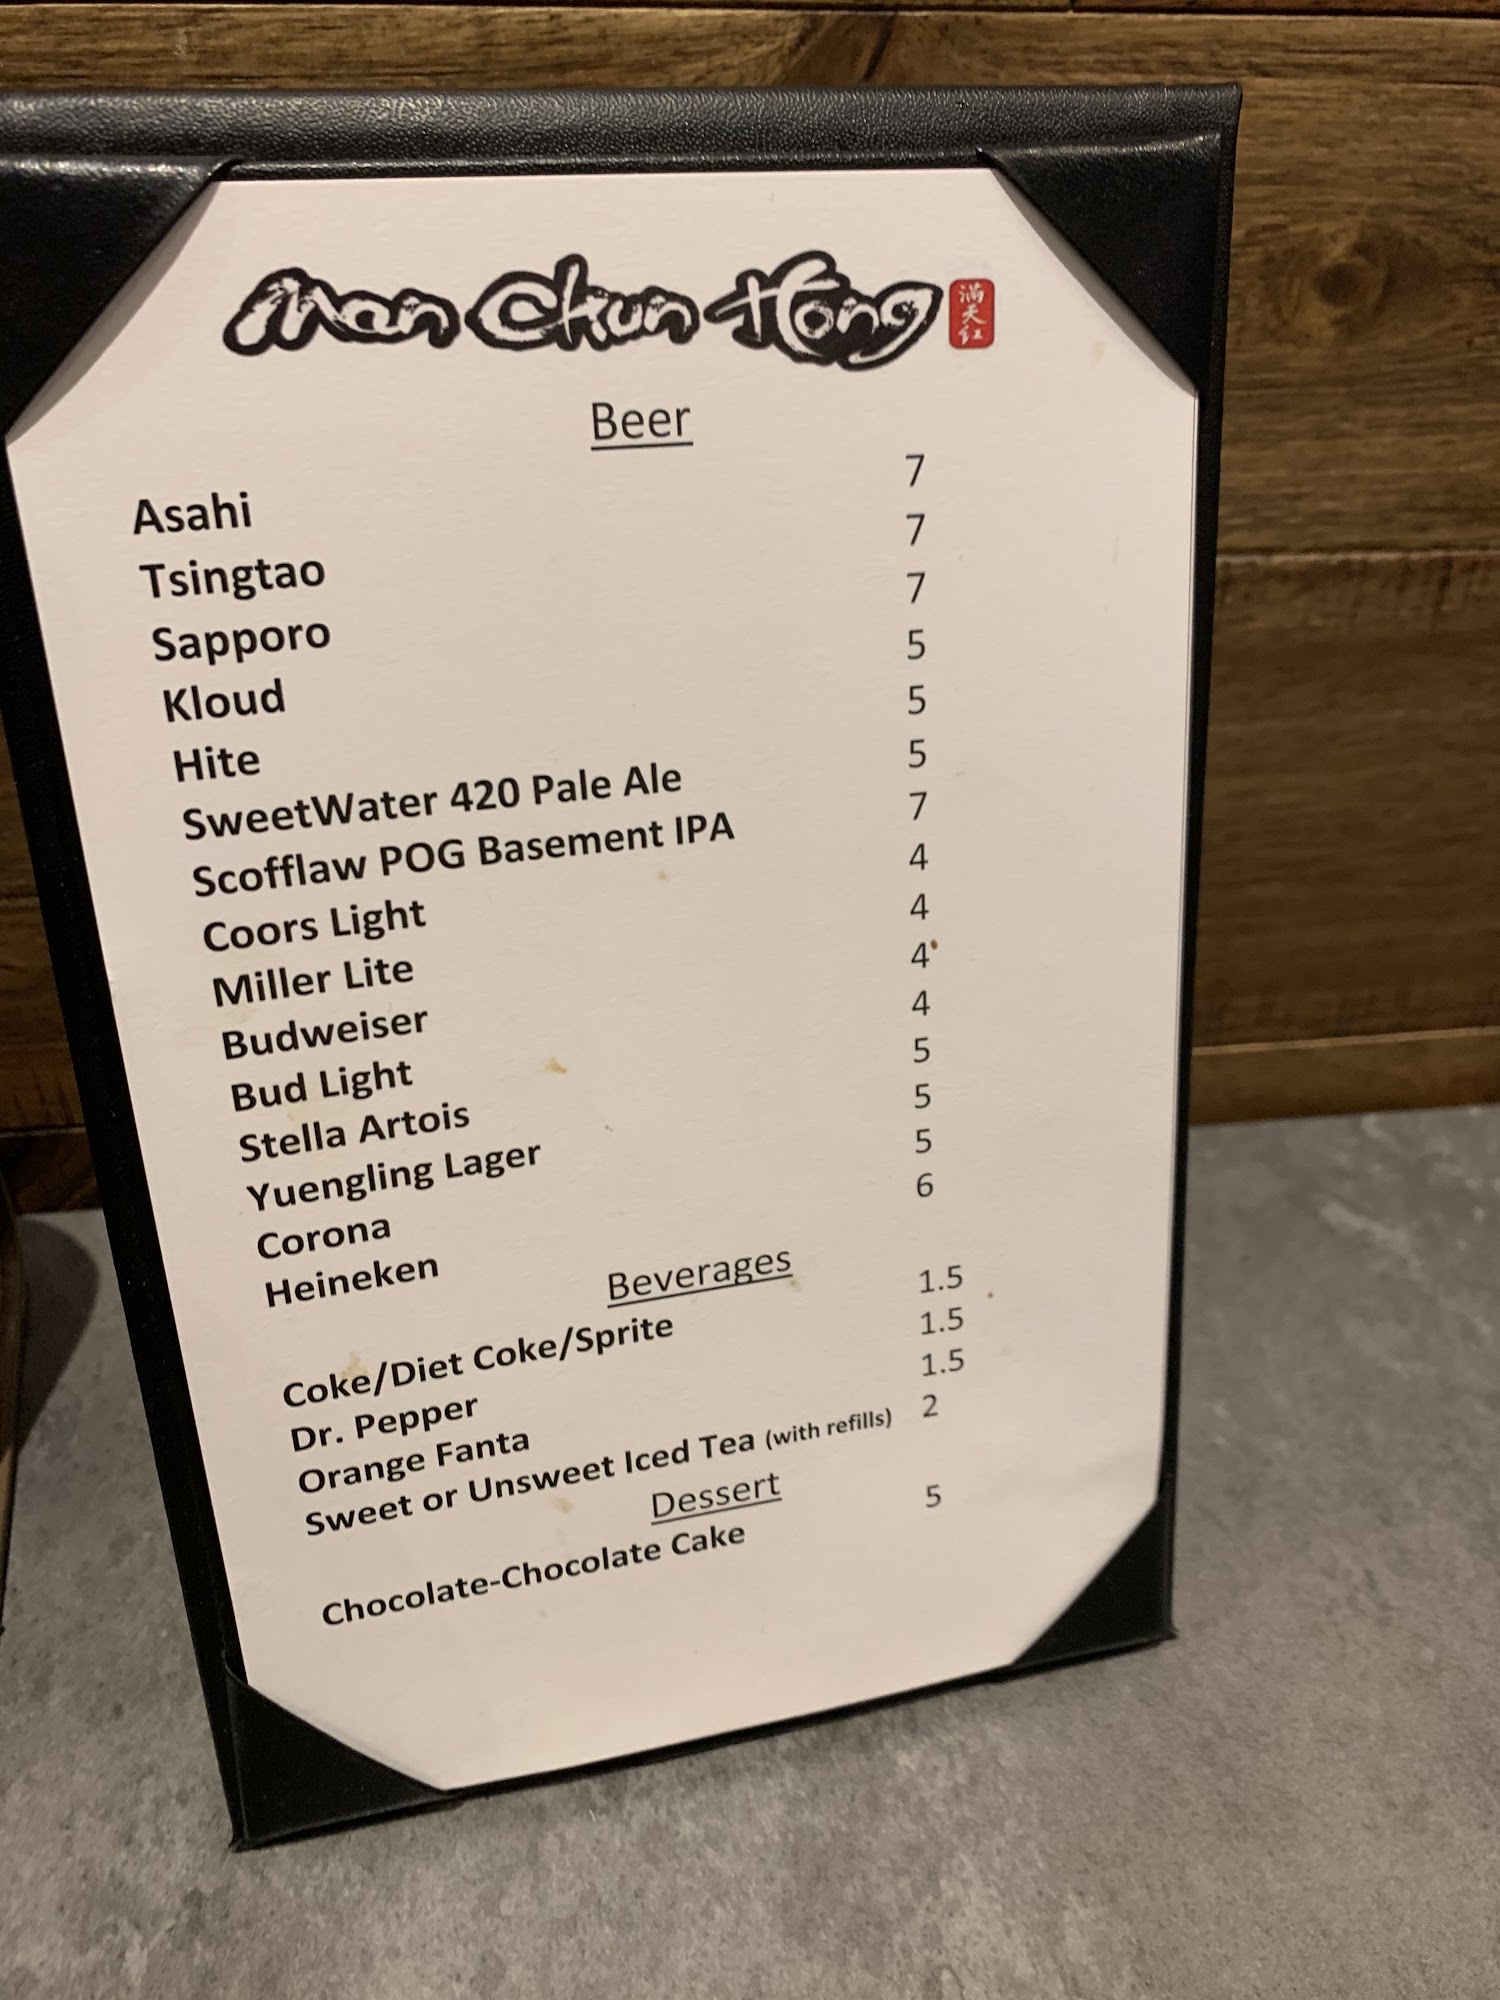 Man Chun Hong 满天红
Beer
Asahi 7
Tsingtao 7
Sapporo 7
Kloud 5
Hite 5
SweetWater 420 Pale Ale 5
Scofflaw POG Basement IPA 7
Coors Light 4
Miller Lite 4
Budweiser 4
Bud Light 4
Stella Artois 5
Yuengling Lager 5
Corona 5
Heineken 6
Beverages
Coke/Diet Coke/Sprite 1.5
Dr. Pepper 1.5
Orange Fanta 1.5
Sweet or Unsweet Iced Tea (with refills) 2
Dessert
Chocolate-Chocolate Cake 5